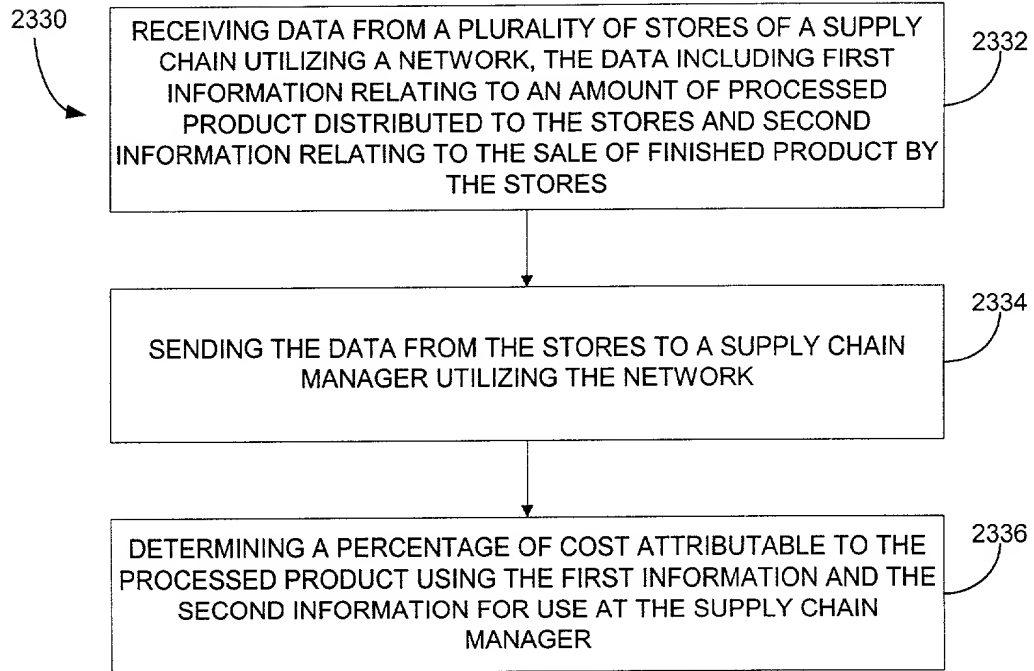 2330
RECEIVING DATA FROM A PLURALITY OF STORES OF A SUPPLY
CHAIN UTILIZING A NETWORK, THE DATA INCLUDING FIRST
INFORMATION RELATING TO AN AMOUNT OF PROCESSED
PRODUCT DISTRIBUTED TO THE STORES AND SECOND
INFORMATION RELATING TO THE SALE OF FINISHED PRODUCT BY
THE STORES
2332
SENDING THE DATA FROM THE STORES TO A SUPPLY CHAIN
MANAGER UTILIZING THE NETWORK
2334
DETERMINING A PERCENTAGE OF COST ATTRIBUTABLE TO THE
PROCESSED PRODUCT USING THE FIRST INFORMATION AND THE
SECOND INFORMATION FOR USE AT THE SUPPLY CHAIN
MANAGER
2336